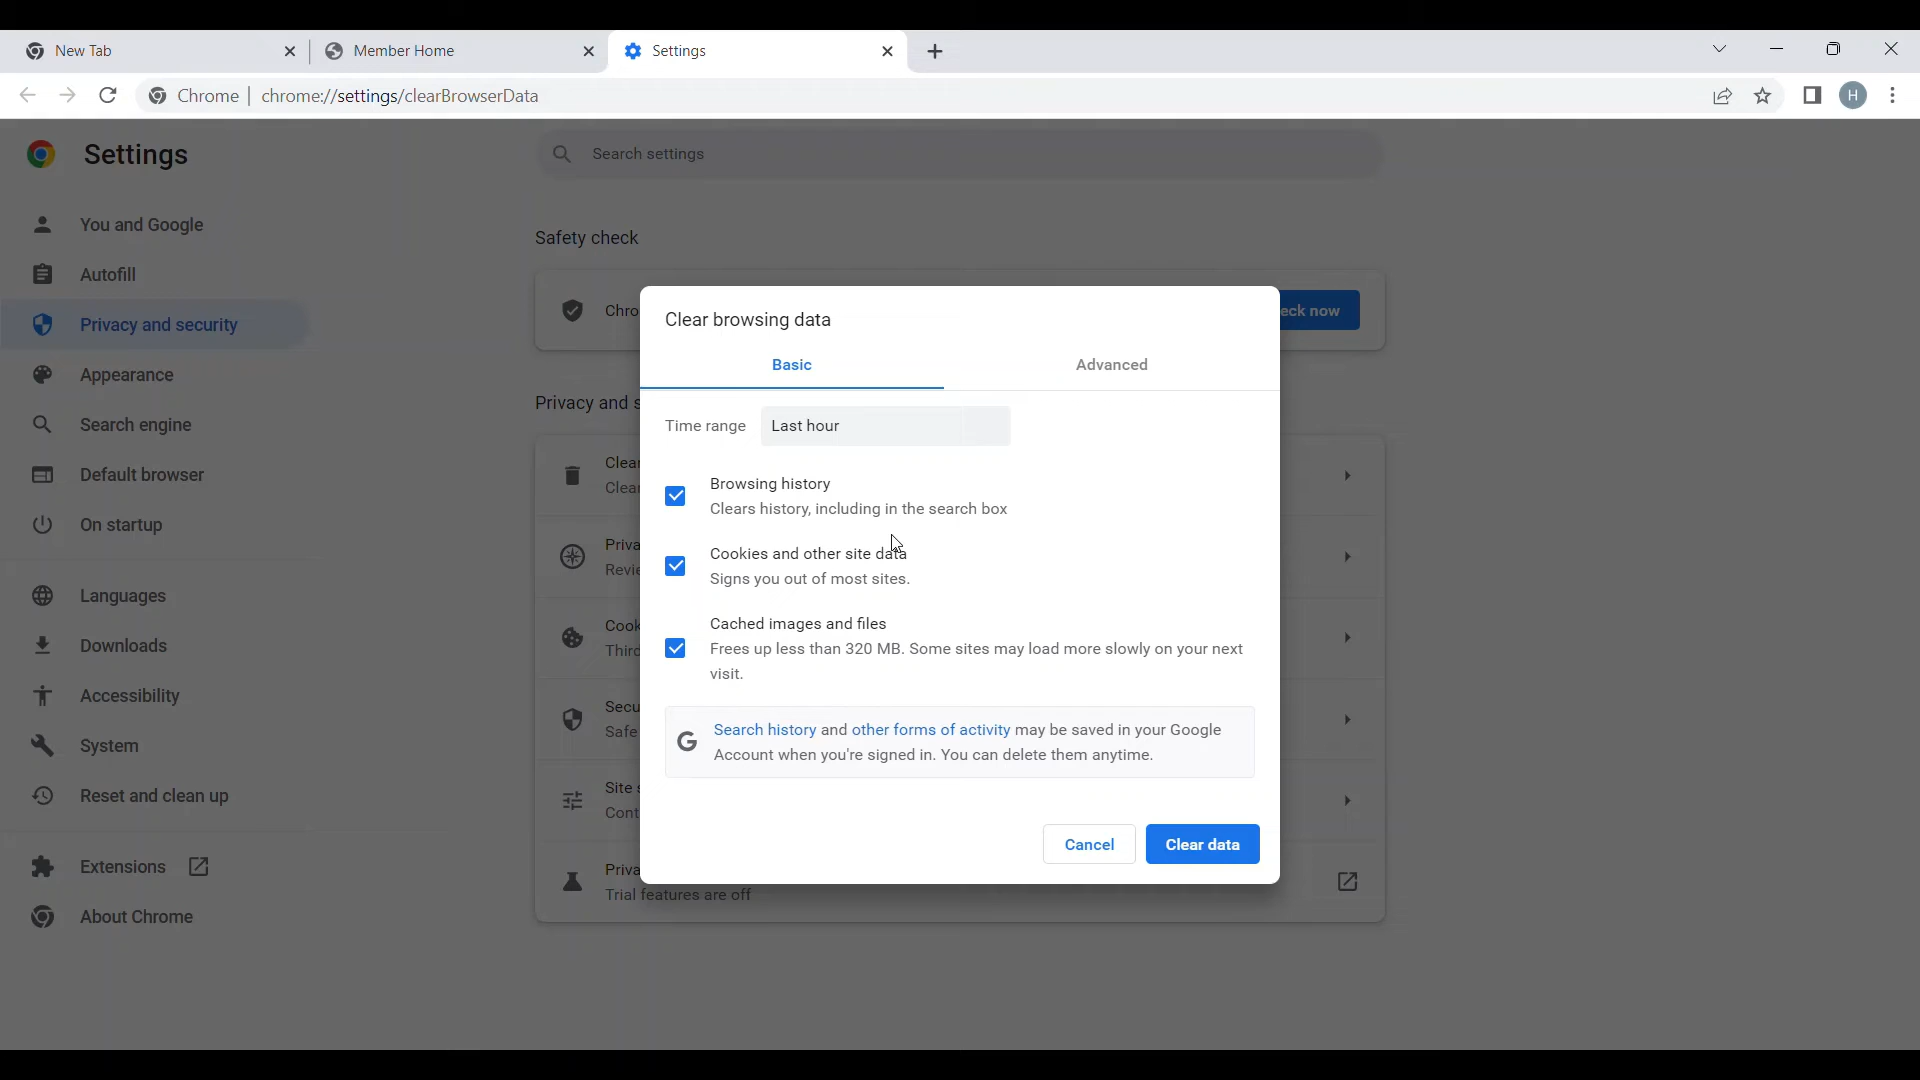 New Tab
Member Home
Settings
Chrome
chrome://settings/clearBrowserData
H
Settings
Search settings
You and Google
Autofill
Privacy and security
Appearance
Search engine
Default browser
On startup
Languages
Downloads
Accessibility
System
Reset and clean up
Extensions
About Chrome
Safety check
Chro
eck now
Privacy and s
Clear
Clear
Priva
Revie
Cook
Third
Secu
Safe
Site s
Cont
Priva
Trial features are off
Clear browsing data
Basic
Advanced
Time range
Last hour
Browsing history
Clears history, including in the search box
Cookies and other site data
Signs you out of most sites.
Cached images and files
Frees up less than 320 MB. Some sites may load more slowly on your next
visit.
G
Search history and other forms of activity may be saved in your Google
Account when you're signed in. You can delete them anytime.
Cancel
Clear data